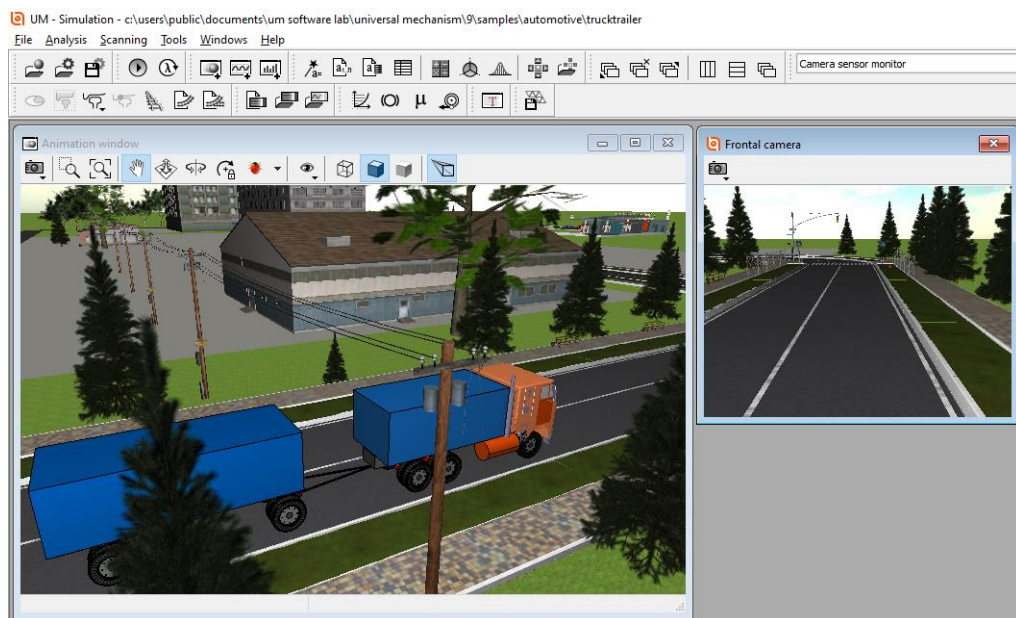 UM - Simulation - c:\users\public\documents\um software lab\universal mechanism\9\samples\automotive\trucktrailer
File Analysis Scanning Tools Windows Help
Camera sensor monitor
Animation window
Frontal camera